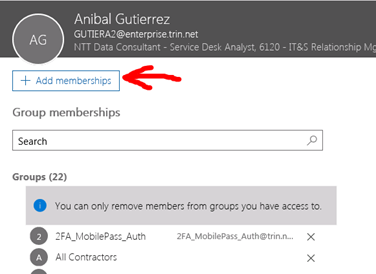 AG
Anibal Gutierrez
GUTIERA2@enterprise.trin.net
NTT Data Consultant - Service Desk Analyst, 6120 - IT&S Relationship Mg
+ Add memberships
Group memberships
Search
Groups (22)
i You can only remove members from groups you have access to.
2 2FA_MobilePass_Auth 2FA_MobilePass_Auth@trin.n... ×
A All Contractors ×